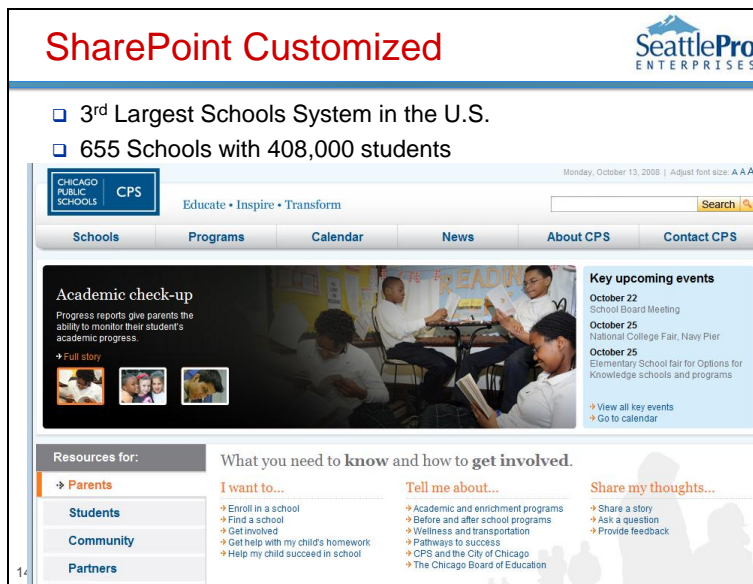 SharePoint Customized
SeattlePro
ENTERPRISES
3rd Largest Schools System in the U.S.
655 Schools with 408,000 students
Monday, October 13, 2008 | Adjust font size: A A A
CHICAGO
PUBLIC
SCHOOLS
CPS
Educate • Inspire • Transform
Search
Schools
Programs
Calendar
News
About CPS
Contact CPS
READING
Academic check-up
Progress reports give parents the
ability to monitor their student's
academic progress.
Full story
Key upcoming events
October 22
School Board Meeting
October 25
National College Fair, Navy Pier
October 25
Elementary School fair for Options for
Knowledge schools and programs
View all key events
Go to calendar
Resources for:
Parents
Students
Community
Partners
What you need to know and how to get involved.
I want to...
Enroll in a school
Find a school
Get involved
Get help with my child's homework
Help my child succeed in school
Tell me about...
Academic and enrichment programs
Before and after school programs
Wellness and transportation
Pathways to success
CPS and the City of Chicago
The Chicago Board of Education
Share my thoughts...
Share a story
Ask a question
Provide feedback